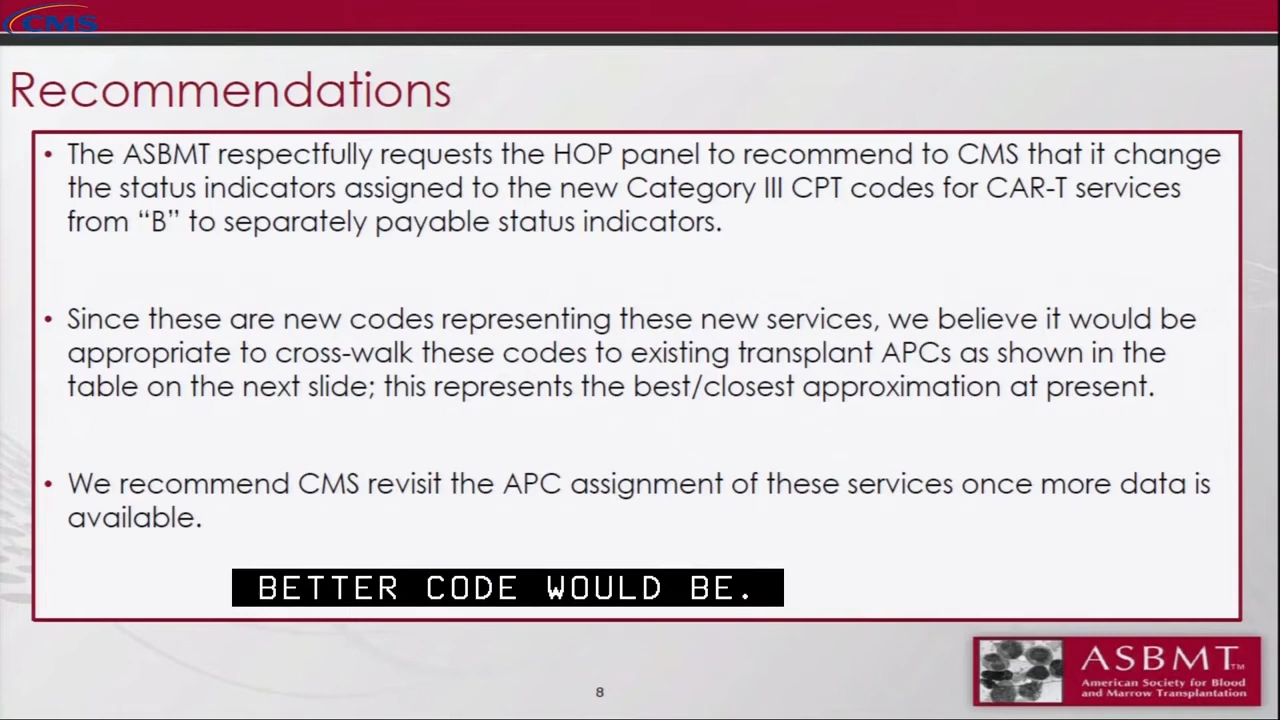 CMS
Recommendations
• The ASBMT respectfully requests the HOP panel to recommend to CMS that it change
the status indicators assigned to the new Category III CPT codes for CAR-T services
from “B” to separately payable status indicators.
• Since these are new codes representing these new services, we believe it would be
appropriate to cross-walk these codes to existing transplant APCs as shown in the
table on the next slide; this represents the best/closest approximation at present.
• We recommend CMS revisit the APC assignment of these services once more data is
available.
BETTER CODE WOULD BE.
ASBMT™
American Society for Blood
and Marrow Transplantation
8